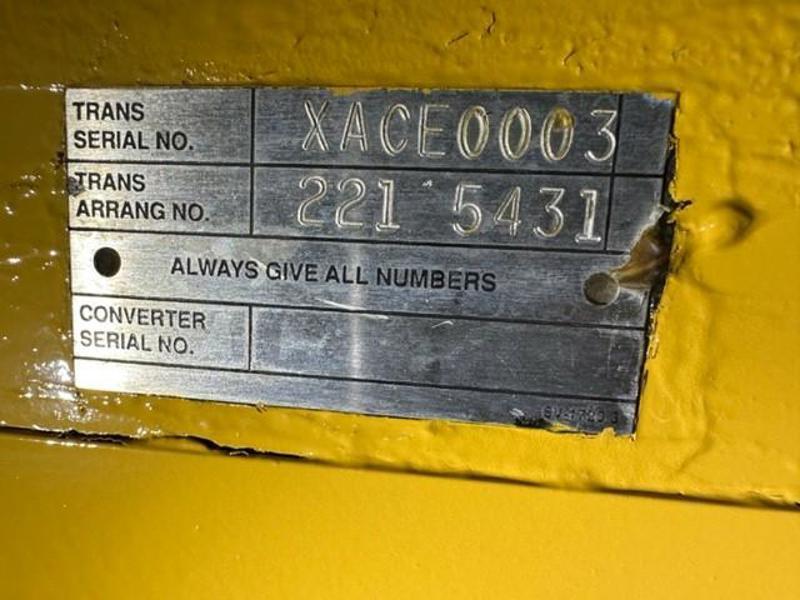 TRANS
SERIAL NO.
XACE0003
TRANS
ARRANG NO.
221 5431
ALWAYS GIVE ALL NUMBERS
CONVERTER
SERIAL NO.